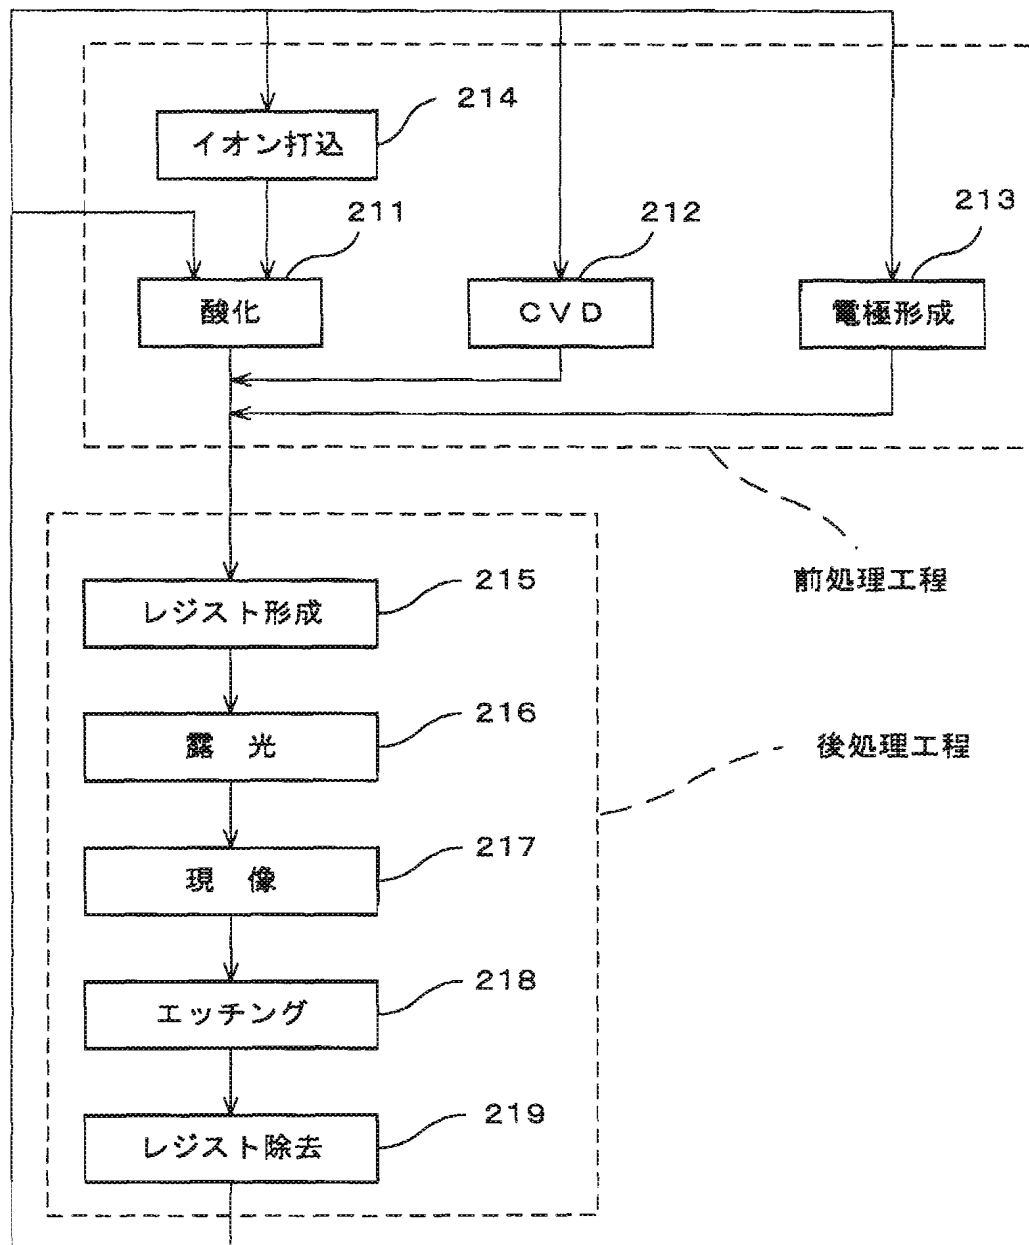 214
イオン打込
211
212
213
酸化
CVD
電極形成
前処理工程
215
レジスト形成
216
露 光
後処理工程
217
現 像
218
エッチング
219
レジスト除去